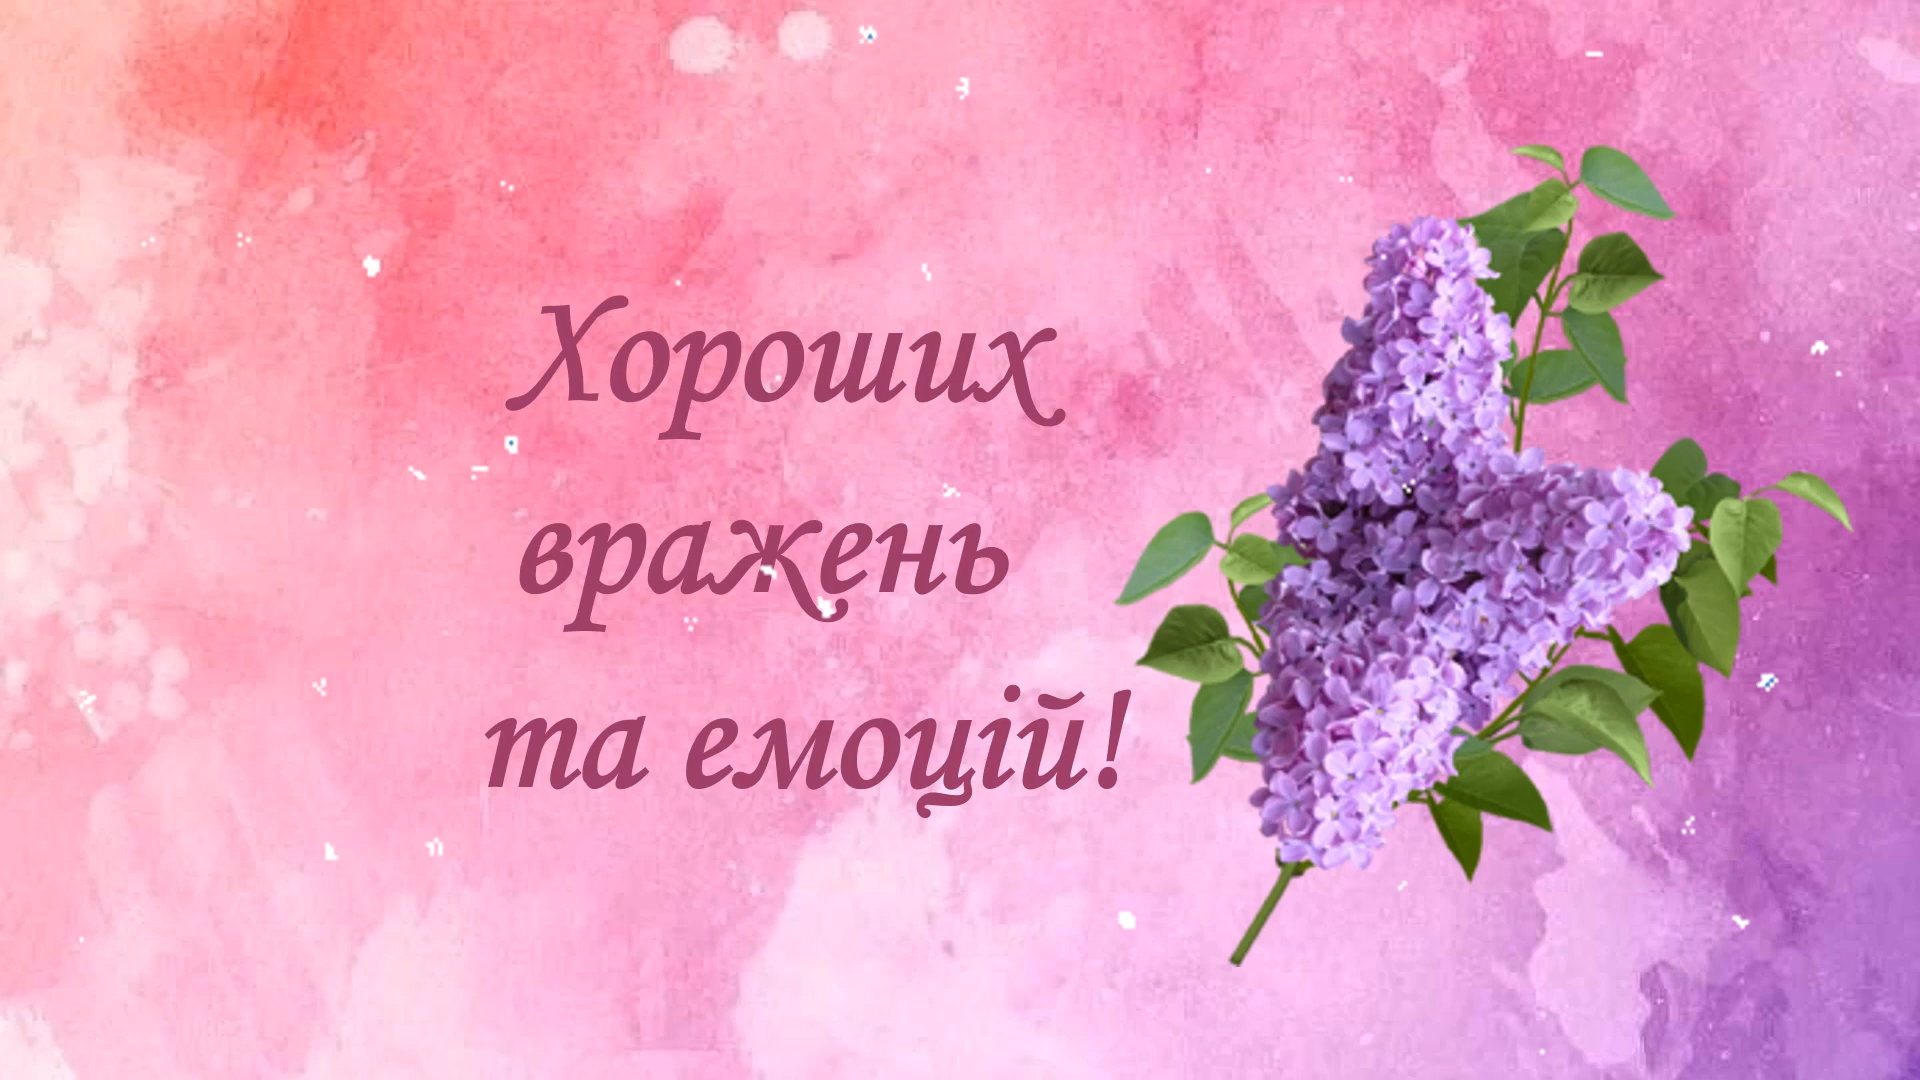 Хороших
вражень
та емоцій!